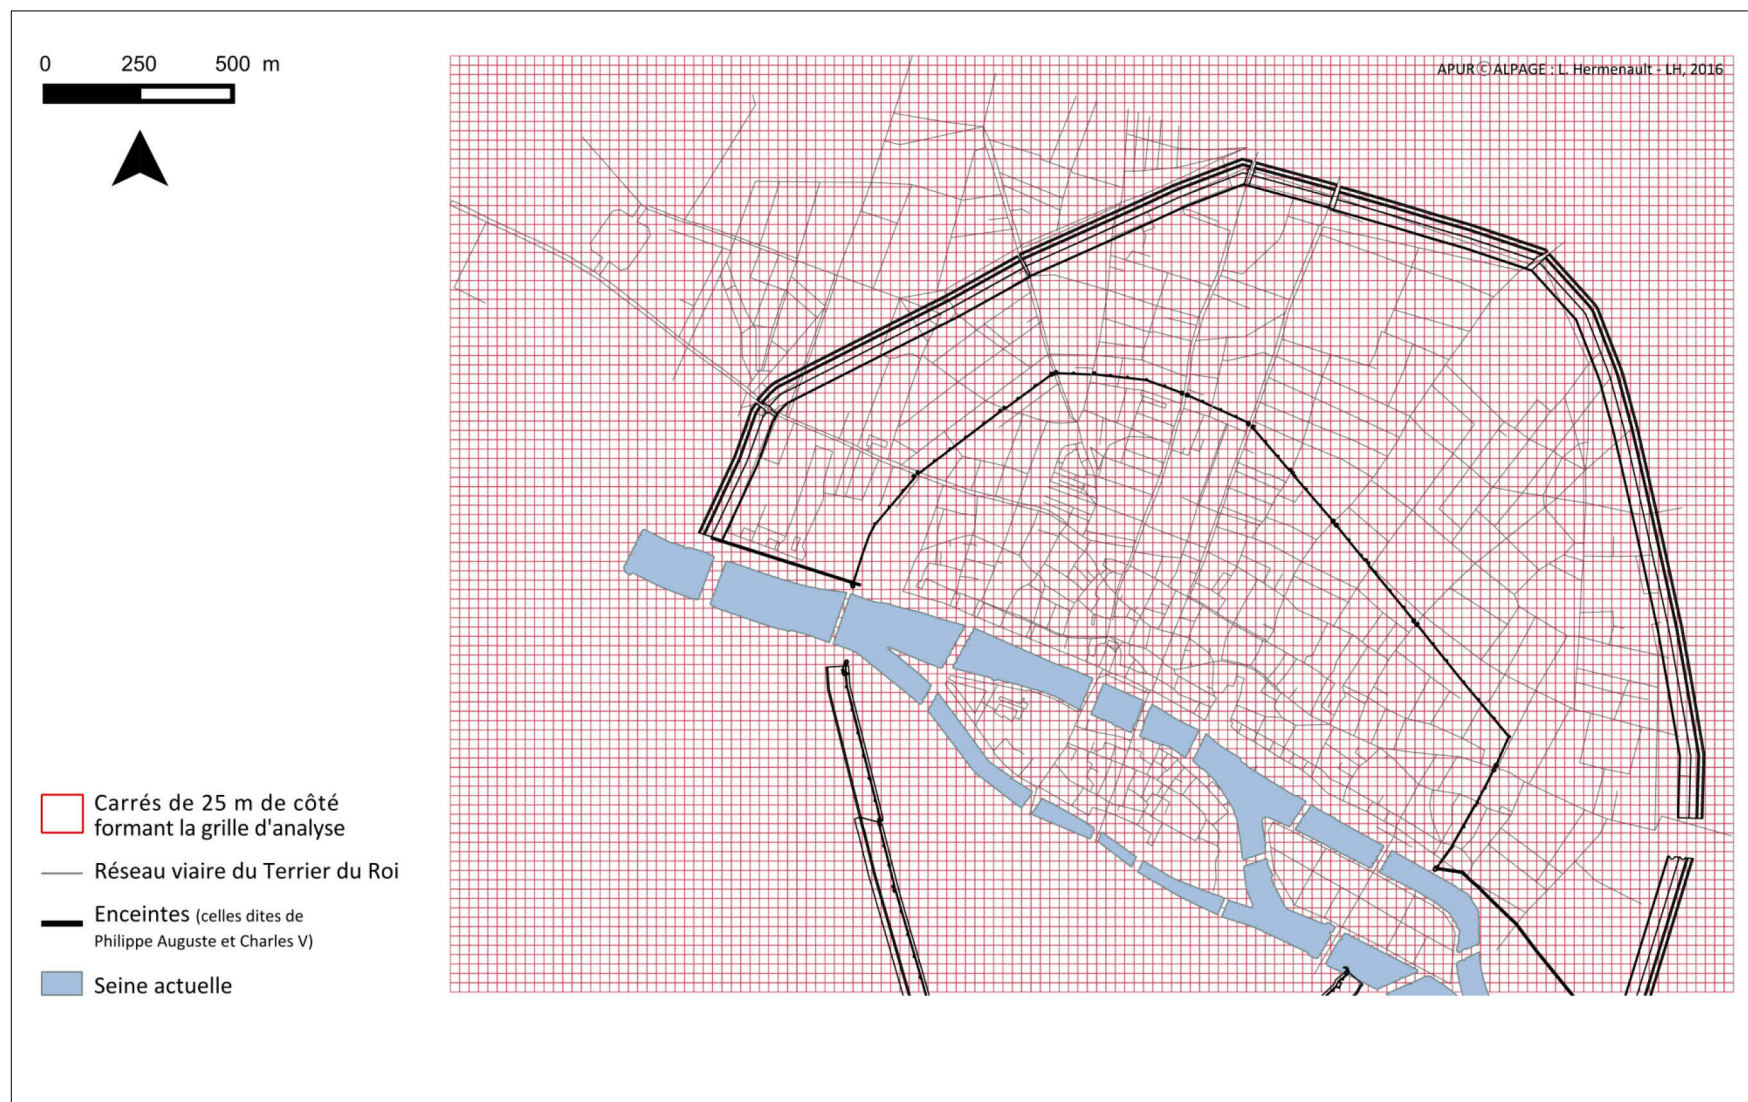 0 250 500 m
APUR©ALPAGE : L. Hermenault - LH, 2016
Carrés de 25 m de côté
formant la grille d'analyse
Réseau viaire du Terrier du Roi
Enceintes (celles dites de
Philippe Auguste et Charles V)
Seine actuelle